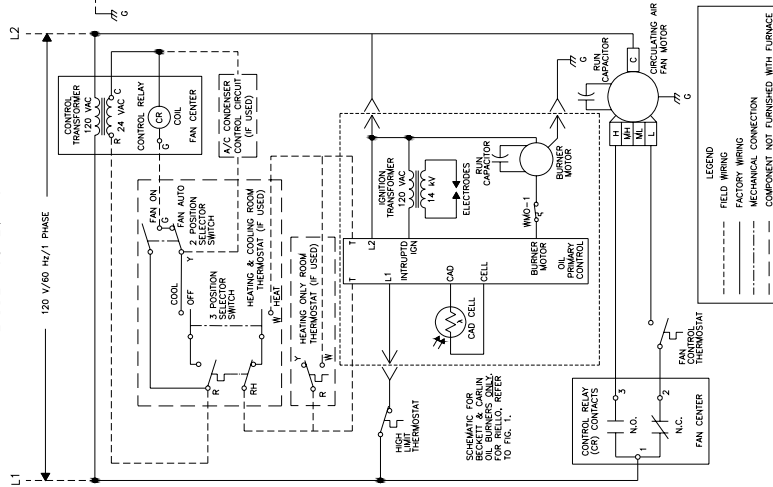 L1
120 V/60 Hz/1 PHASE
L2
G
CONTROL
TRANSFORMER
120 VAC
R 24 VAC C
CONTROL RELAY
CR
COIL
G
FAN CENTER
A/C CONDENSER
CONTROL CIRCUIT
(IF USED)
FAN ON
G
FAN AUTO
2 POSITION
SELECTOR
SWITCH
Y
COOL
OFF
3 POSITION
SELECTOR
SWITCH
R
RH
HEATING & COOLING ROOM
THERMOSTAT (IF USED)
W HEAT
HEATING ONLY ROOM
THERMOSTAT (IF USED)
Y
R
W
T
T
L1
L2
INTRUPTD
IGN
CAD
CELL
BURNER
MOTOR
OIL
PRIMARY
CONTROL
CAD CELL
IGNITION
TRANSFORMER
120 VAC
14 kV
ELECTRODES
RUN
CAPACITOR
WMO-1
BURNER
MOTOR
G
HIGH
LIMIT
THERMOSTAT
SCHEMATIC FOR
BECKETT & CARLIN
OIL BURNERS ONLY.
FOR RIELLO, REFER
TO FIG. 1.
CONTROL RELAY
(CR) CONTACTS
3
N.O.
1
2
N.C.
FAN CENTER
FAN
CONTROL
THERMOSTAT
H
MH
ML
L
C
RUN
CAPACITOR
CIRCULATING AIR
FAN MOTOR
G
LEGEND
FIELD WIRING
FACTORY WIRING
MECHANICAL CONNECTION
COMPONENT NOT FURNISHED WITH FURNACE